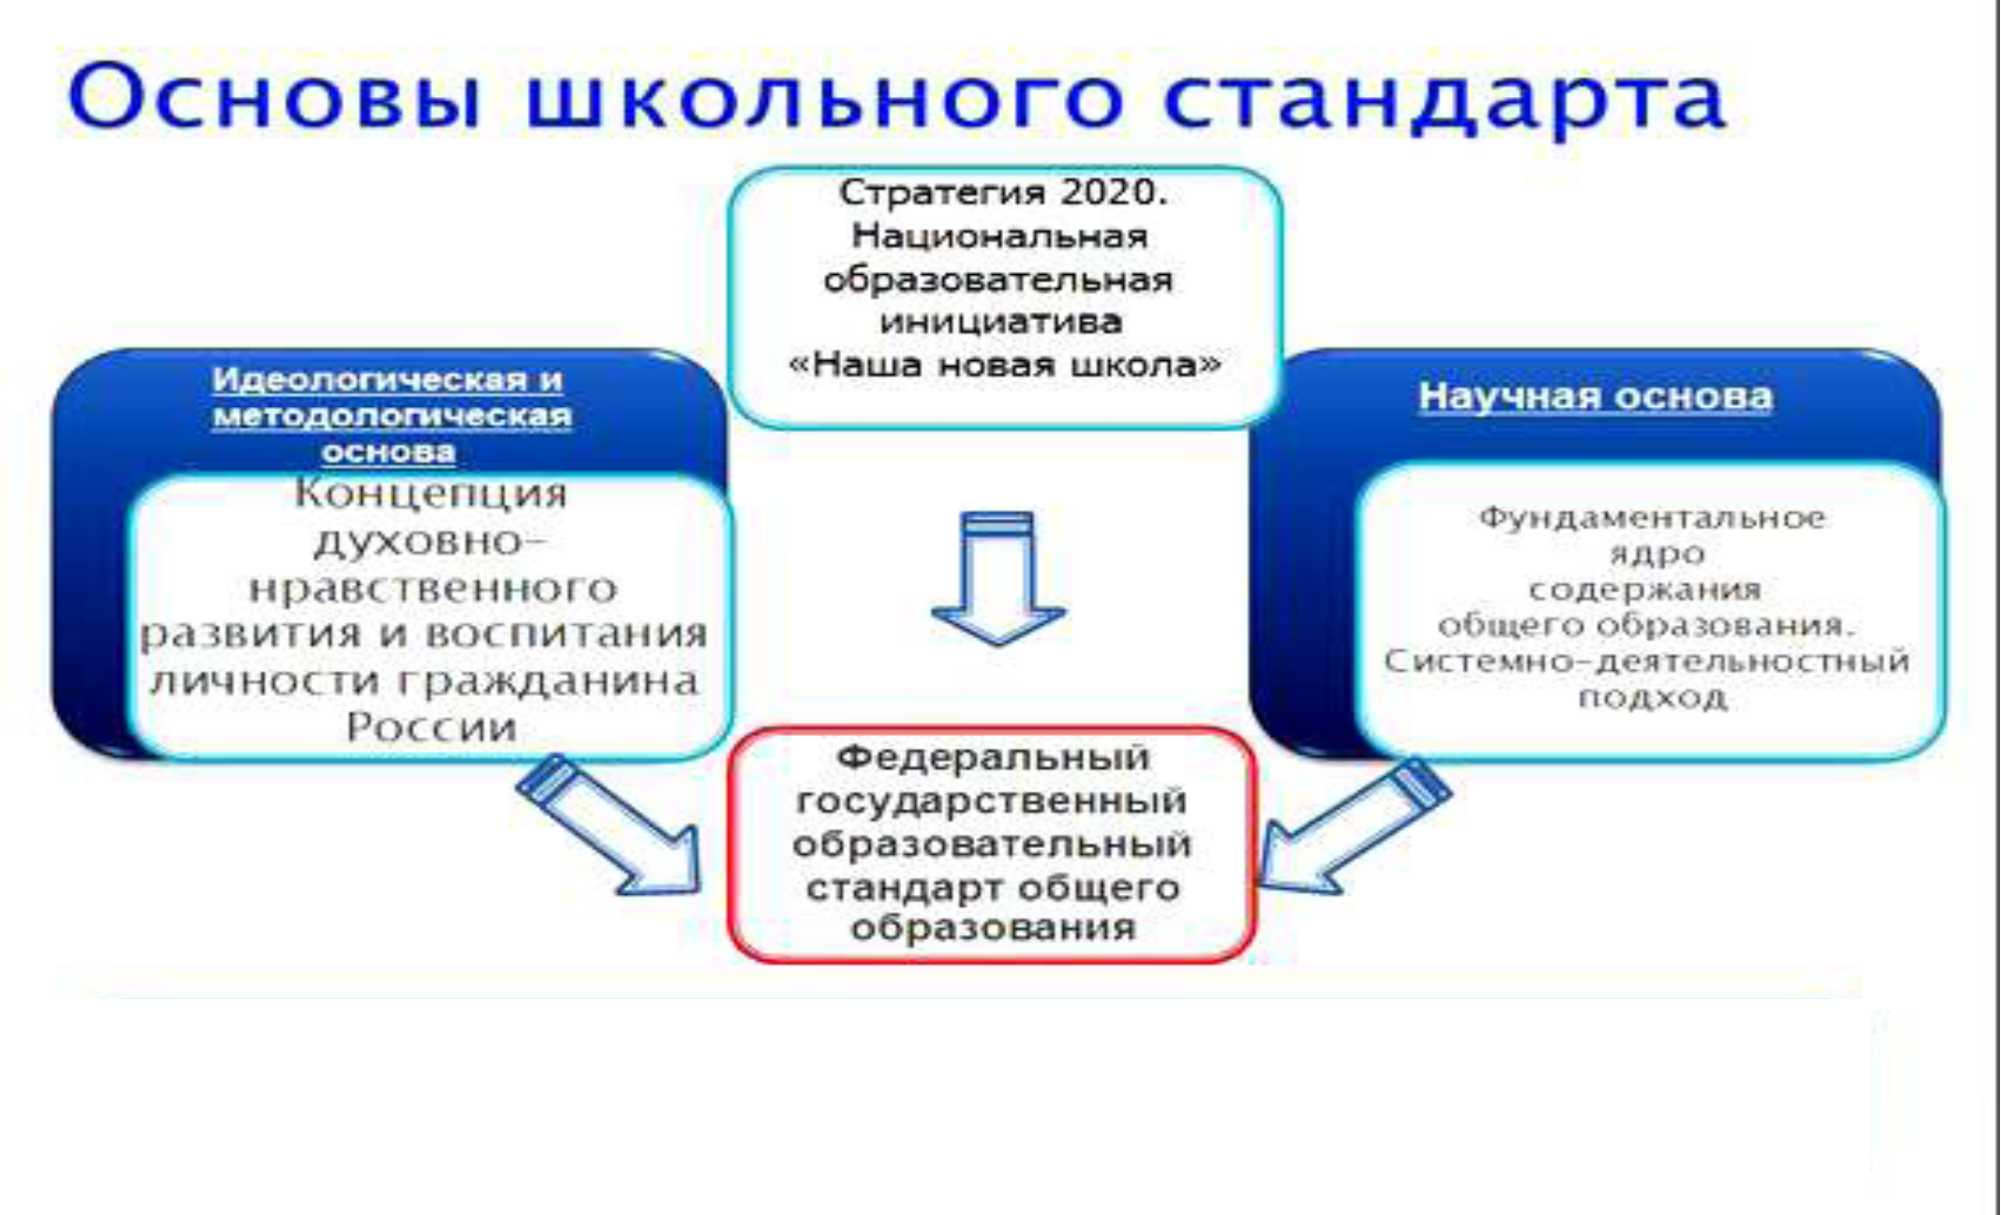 Основы школьного стандарта
Стратегия 2020.
Национальная
образовательная
инициатива
«Наша новая школа»
Идеологическая и
методологическая
основа
Концепция
духовно-
нравственного
развития и воспитания
личности гражданина
России
Научная основа
Фундаментальное
ядро
содержания
общего образования.
Системно-деятельностный
подход
Федеральный
государственный
образовательный
стандарт общего
образования